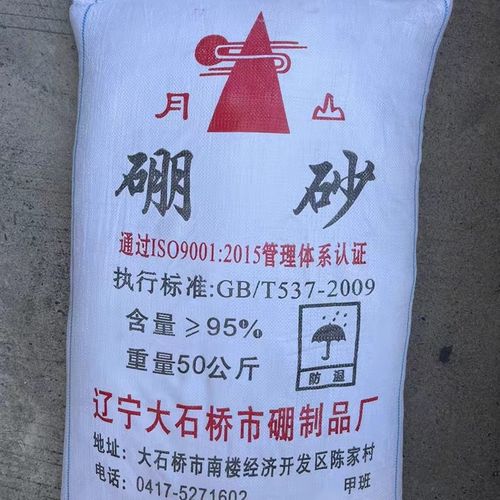 月 山
硼 砂
通过ISO9001:2015管理体系认证
执行标准:GB/T537-2009
含量≥95%
重量50公斤
防湿
辽宁大石桥市硼制品厂
地址: 大石桥市南楼经济开发区陈家村
电话: 0417-5271602 甲班